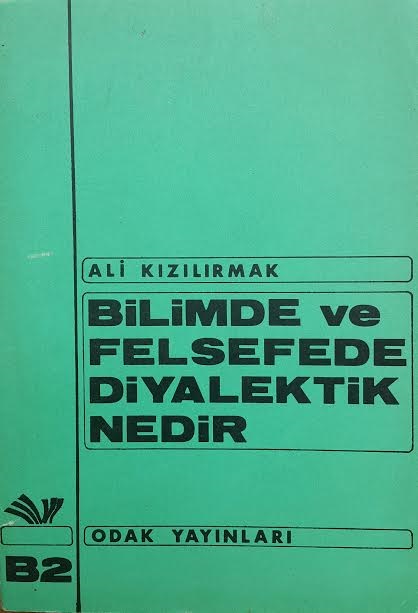 ALİ KIZILIRMAK
BİLİMDE ve
FELSEFEDE
DİYALEKTİK
NEDİR
ODAK YAYINLARI
B2